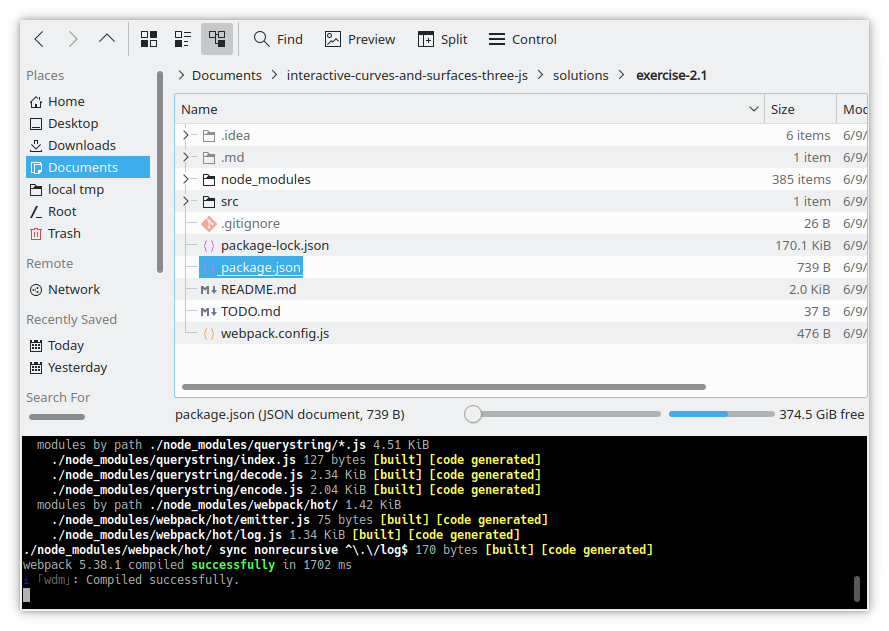 Find Preview Split Control
Places
Home
Desktop
Downloads
Documents
local tmp
Root
Trash
Remote
Network
Recently Saved
Today
Yesterday
Search For
> Documents > interactive-curves-and-surfaces-three-js > solutions > exercise-2.1
Name Size Moc
.idea 6 items 6/9/
.md 1 item 6/9/
node_modules 385 items 6/9/
src 1 item 6/9/
.gitignore 26 B 6/9/
package-lock.json 170.1 KiB 6/9/
package.json 739 B 6/9/
README.md 2.0 KiB 6/9/
TODO.md 37 B 6/9/
webpack.config.js 476 B 6/9/
package.json (JSON document, 739 B) 374.5 GiB free
modules by path ./node_modules/querystring/*.js 4.51 KiB
./node_modules/querystring/index.js 127 bytes [built] [code generated]
./node_modules/querystring/decode.js 2.34 KiB [built] [code generated]
./node_modules/querystring/encode.js 2.04 KiB [built] [code generated]
modules by path ./node_modules/webpack/hot/ 1.42 KiB
./node_modules/webpack/hot/emitter.js 75 bytes [built] [code generated]
./node_modules/webpack/hot/log.js 1.34 KiB [built] [code generated]
./node_modules/webpack/hot/ sync nonrecursive ^\.\/log$ 170 bytes [built] [code generated]
webpack 5.38.1 compiled successfully in 1702 ms
ℹ ｢wdm｣: Compiled successfully.